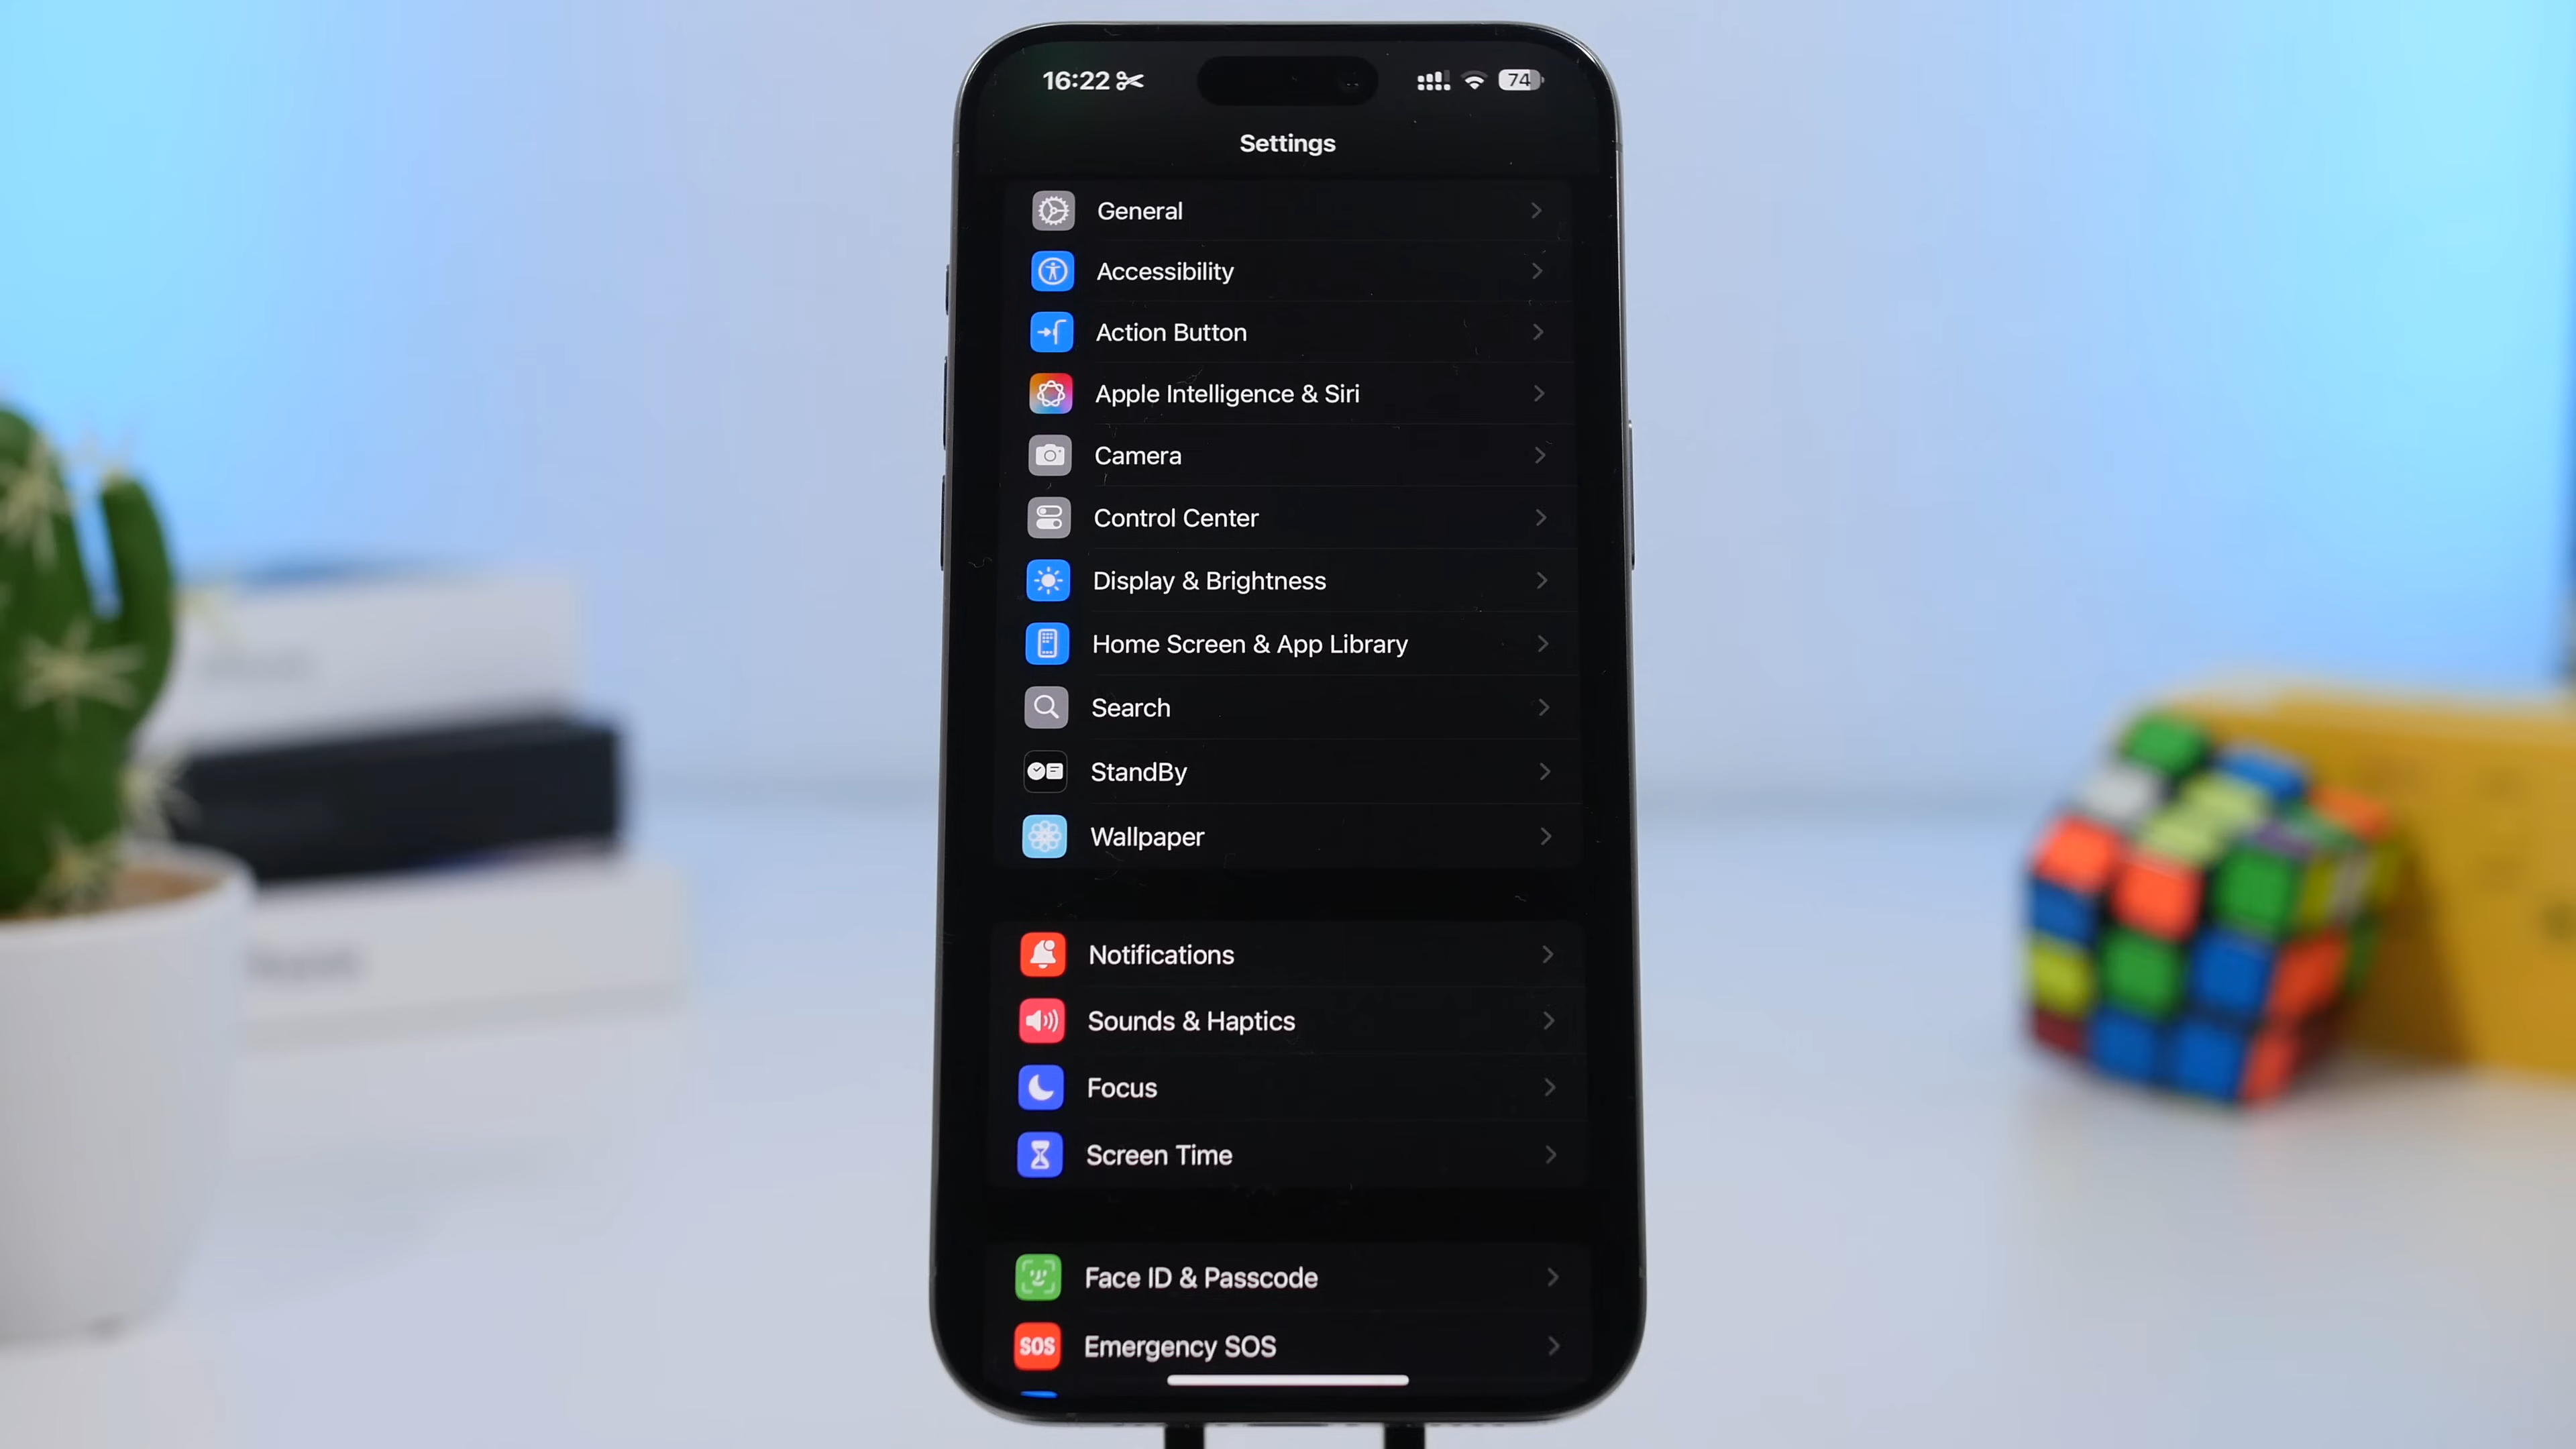 16:22
74
Settings
General
Accessibility
Action Button
Apple Intelligence & Siri
Camera
Control Center
Display & Brightness
Home Screen & App Library
Search
StandBy
Wallpaper
Notifications
Sounds & Haptics
Focus
Screen Time
Face ID & Passcode
SOS
Emergency SOS